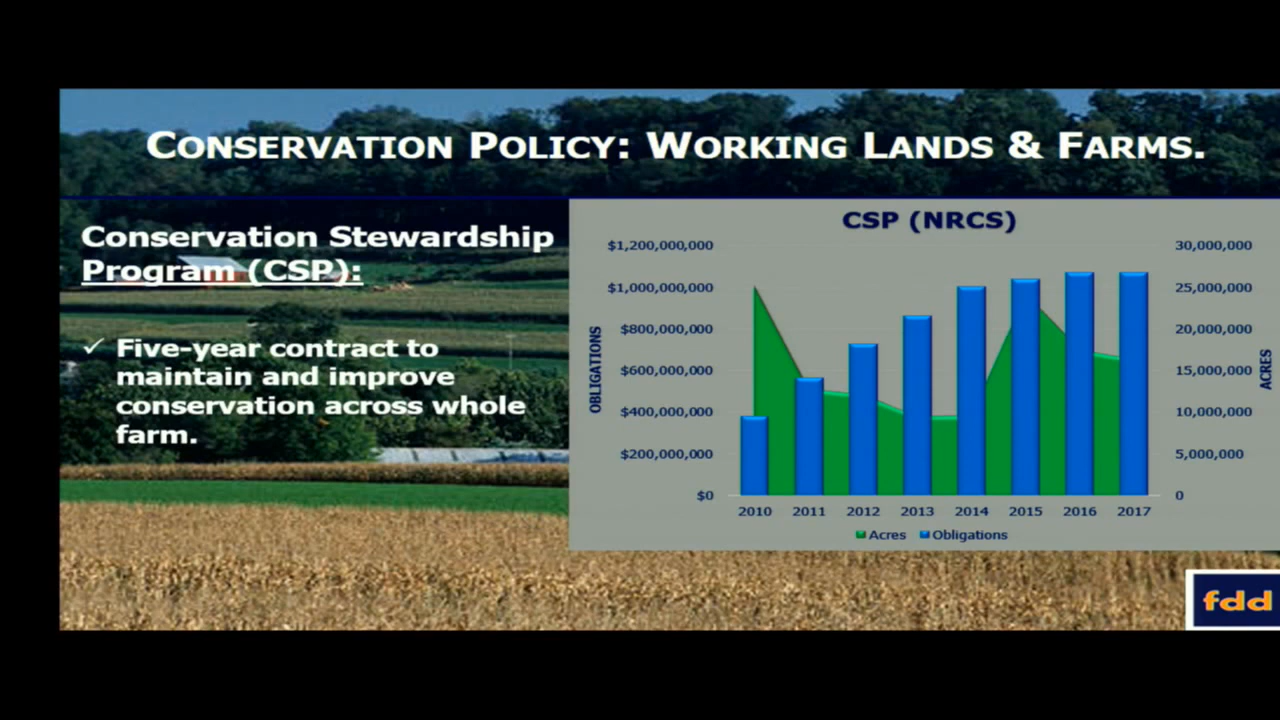 CONSERVATION POLICY: WORKING LANDS & FARMS.
Conservation Stewardship
Program (CSP):
✓ Five-year contract to
maintain and improve
conservation across whole
farm.
CSP (NRCS)
OBLIGATIONS
$1,200,000,000
$1,000,000,000
$800,000,000
$600,000,000
$400,000,000
$200,000,000
$0
30,000,000
25,000,000
20,000,000
15,000,000
10,000,000
5,000,000
0
ACRES
2010 2011 2012 2013 2014 2015 2016 2017
Acres Obligations
fdd